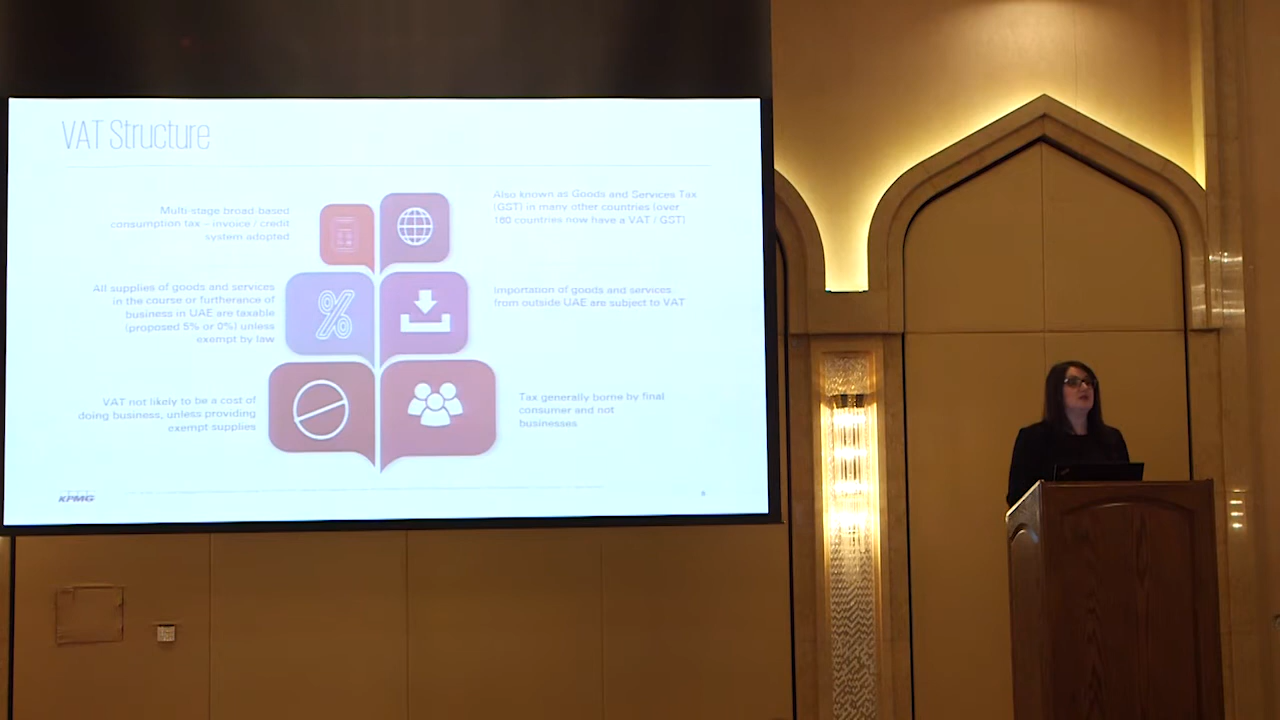 VAT Structure
Multi-stage broad-based
consumption tax – invoice / credit
system adopted
Also known as Goods and Services Tax
(GST) in many other countries (over
160 countries now have a VAT / GST)
All supplies of goods and services
in the course or furtherance of
business in UAE are taxable
(proposed 5% or 0%) unless
exempt by law
%
Importation of goods and services
from outside UAE are subject to VAT
VAT not likely to be a cost of
doing business, unless providing
exempt supplies
Tax generally borne by final
consumer and not
businesses
KPMG